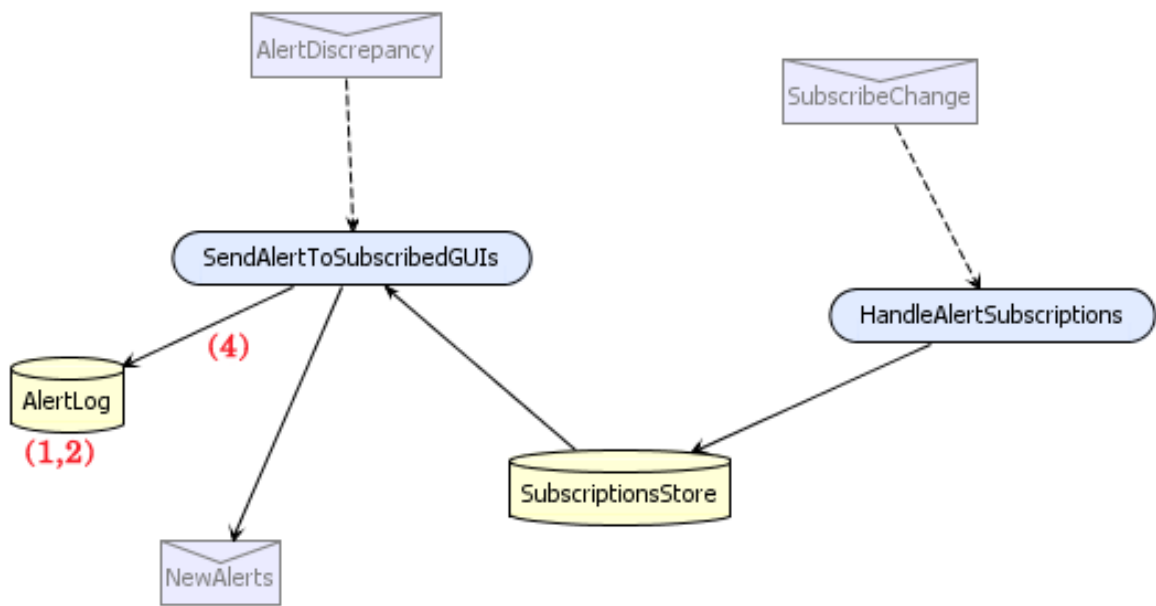 AlertDiscrepancy
SubscribeChange
SendAlertToSubscribedGUIs
HandleAlertSubscriptions
(4)
AlertLog
(1,2)
SubscriptionsStore
NewAlerts